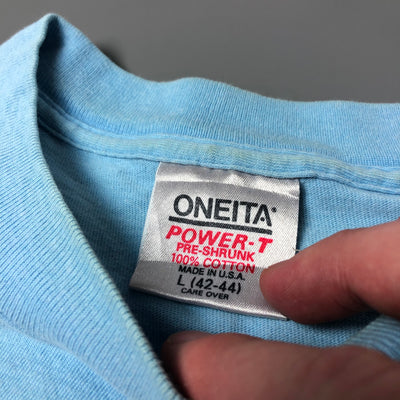 ONEITA®
POWER-T
PRE-SHRUNK
100% COTTON
MADE IN U.S.A.
L (42-44)
CARE OVER